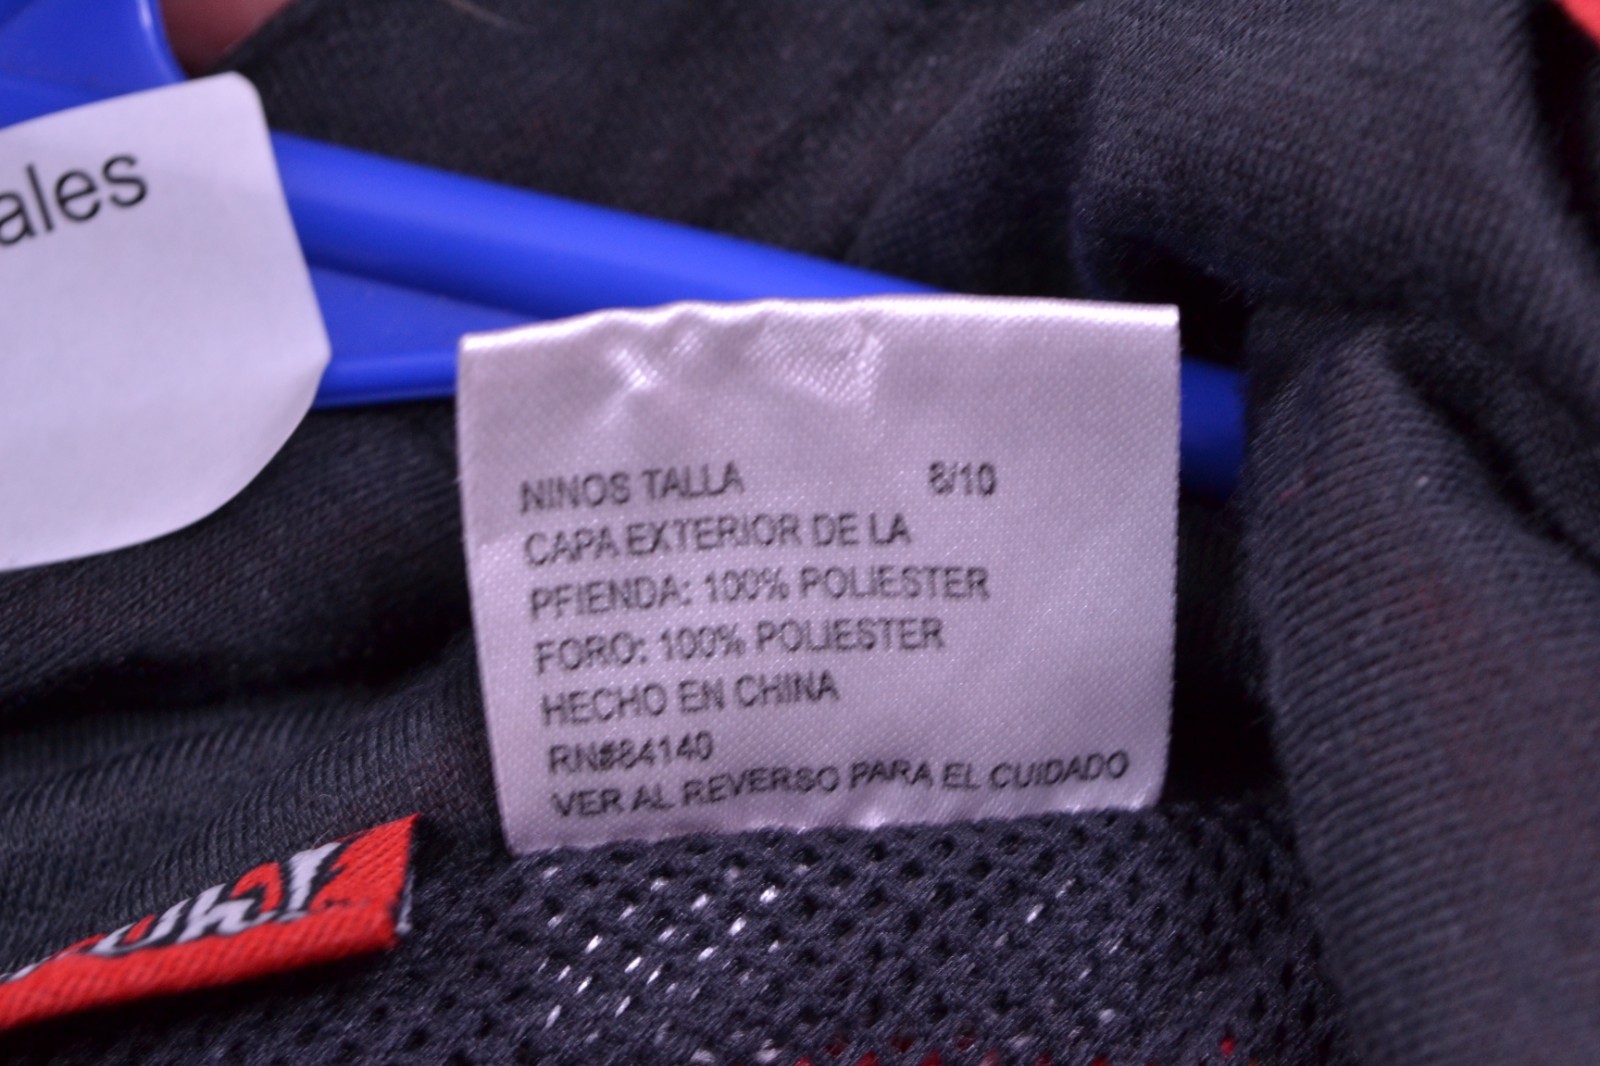 ales
NINOS TALLA 8/10
CAPA EXTERIOR DE LA
PFIENDA: 100% POLIESTER
FORO: 100% POLIESTER
HECHO EN CHINA
RN#84140
VER AL REVERSO PARA EL CUIDADO